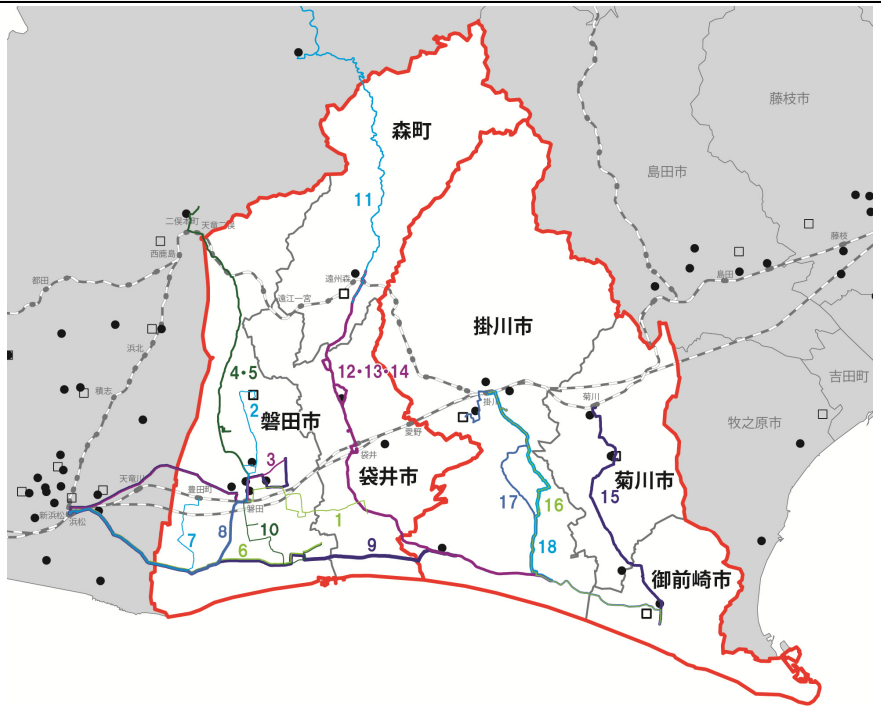 藤枝市
森町
島田市
11
二俣本町
天竜二俣
西鹿島
藤枝
遠州森
島田
都田
遠江一宮
掛川市
浜北
12・13・14
4・5
吉田町
積志
2
掛川
菊川
磐田市
牧之原市
愛野
3
袋井
袋井市
天竜川
菊川市
豊田町
15
17
16
新浜松
浜松
磐田
1
8
10
7
6
9
18
御前崎市